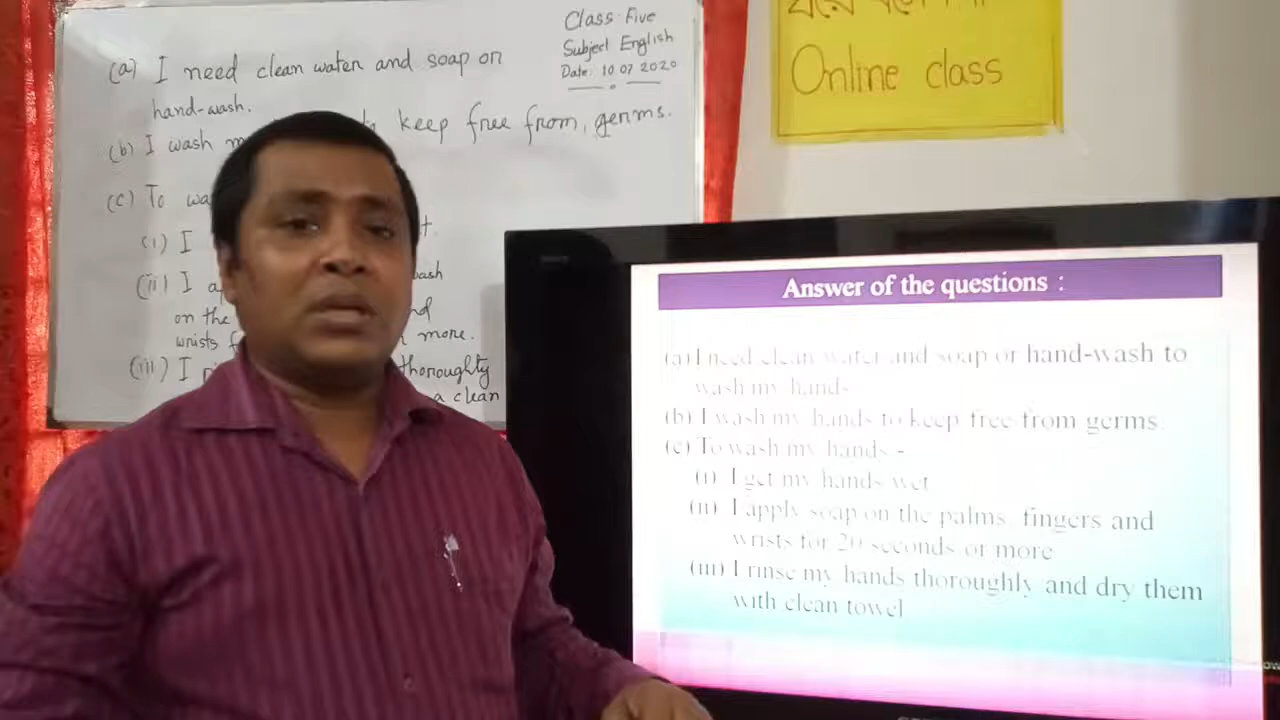 (a) I need clean water and soap on
hand-wash.
(b) I wash
keep free from germs.
(c) To
(i) I
(ii) I
on the
wrists
more.
(iii) I
thoroughty
a clean
Class Five
Subject English
Date: 10.07.2020
Online class
Answer of the questions :
(a) I need clean water and soap or hand-wash to
wash my hands
(b) I wash my hands to keep free from germs.
(c) To wash my hands -
(i) I get my hands wet
(ii) I apply soap on the palms, fingers and
wrists for 20 seconds or more
(iii) I rinse my hands thoroughly and dry them
with clean towel